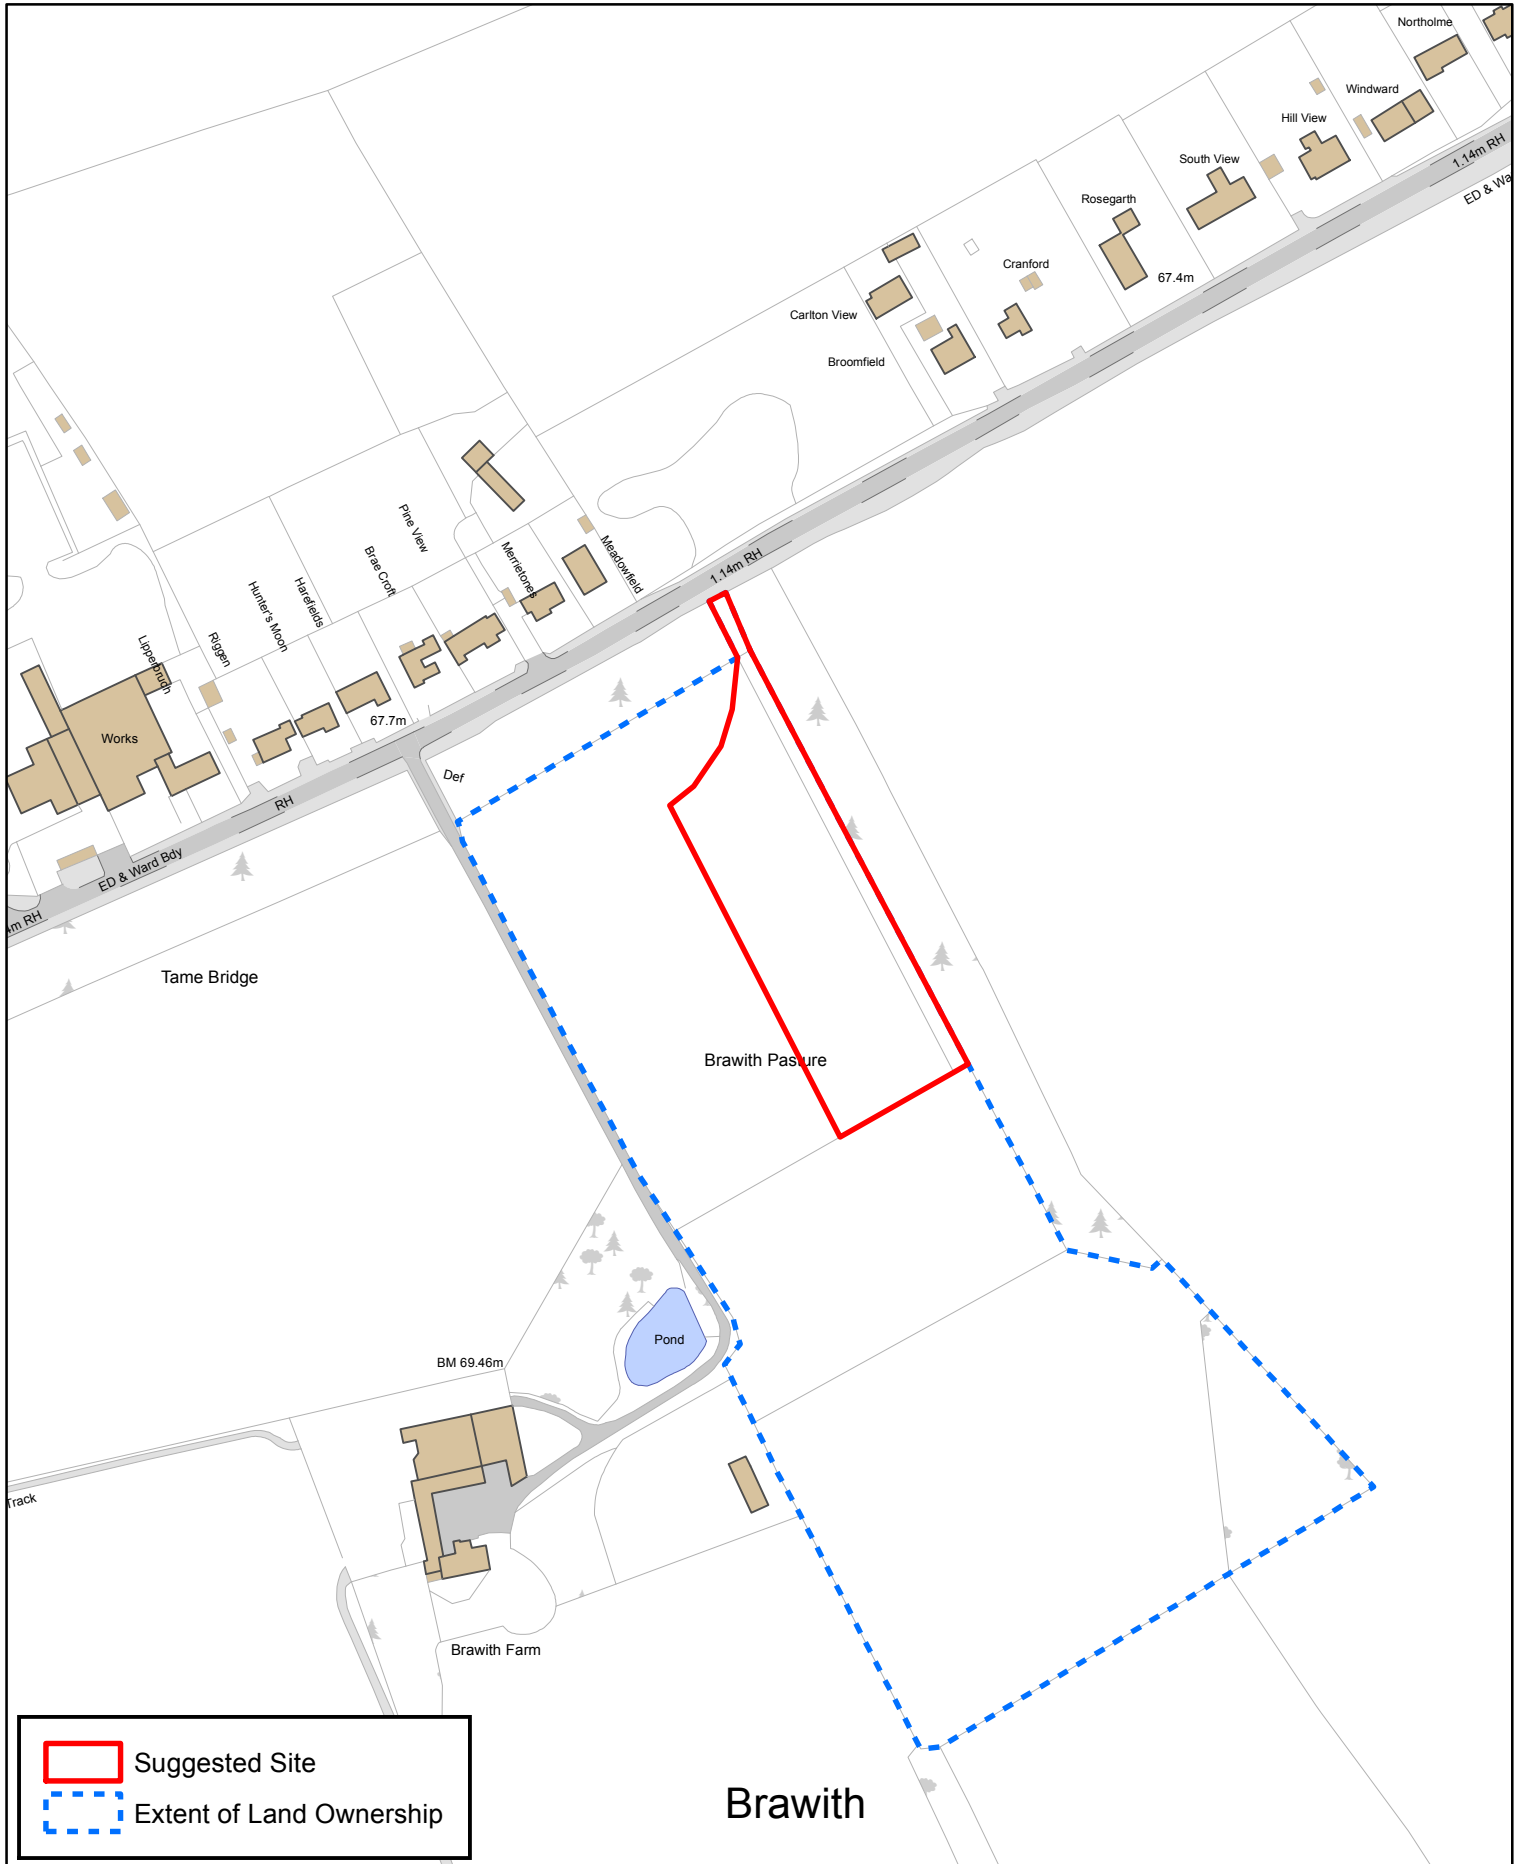 Northolme
Windward
Hill View
1.14m RH
South View
ED & Wa
Rosegarth
Cranford
67.4m
Carlton View
Broomfield
Pine View
Merrietones
Meadowfield
1.14m RH
Brae Croft
Harefields
Hunter's Moon
Riggen
Lipperbruch
67.7m
Works
Def
RH
ED & Ward Bdy
4m RH
Tame Bridge
Brawith Pasture
Pond
BM 69.46m
Track
Brawith Farm
Suggested Site
Extent of Land Ownership
Brawith